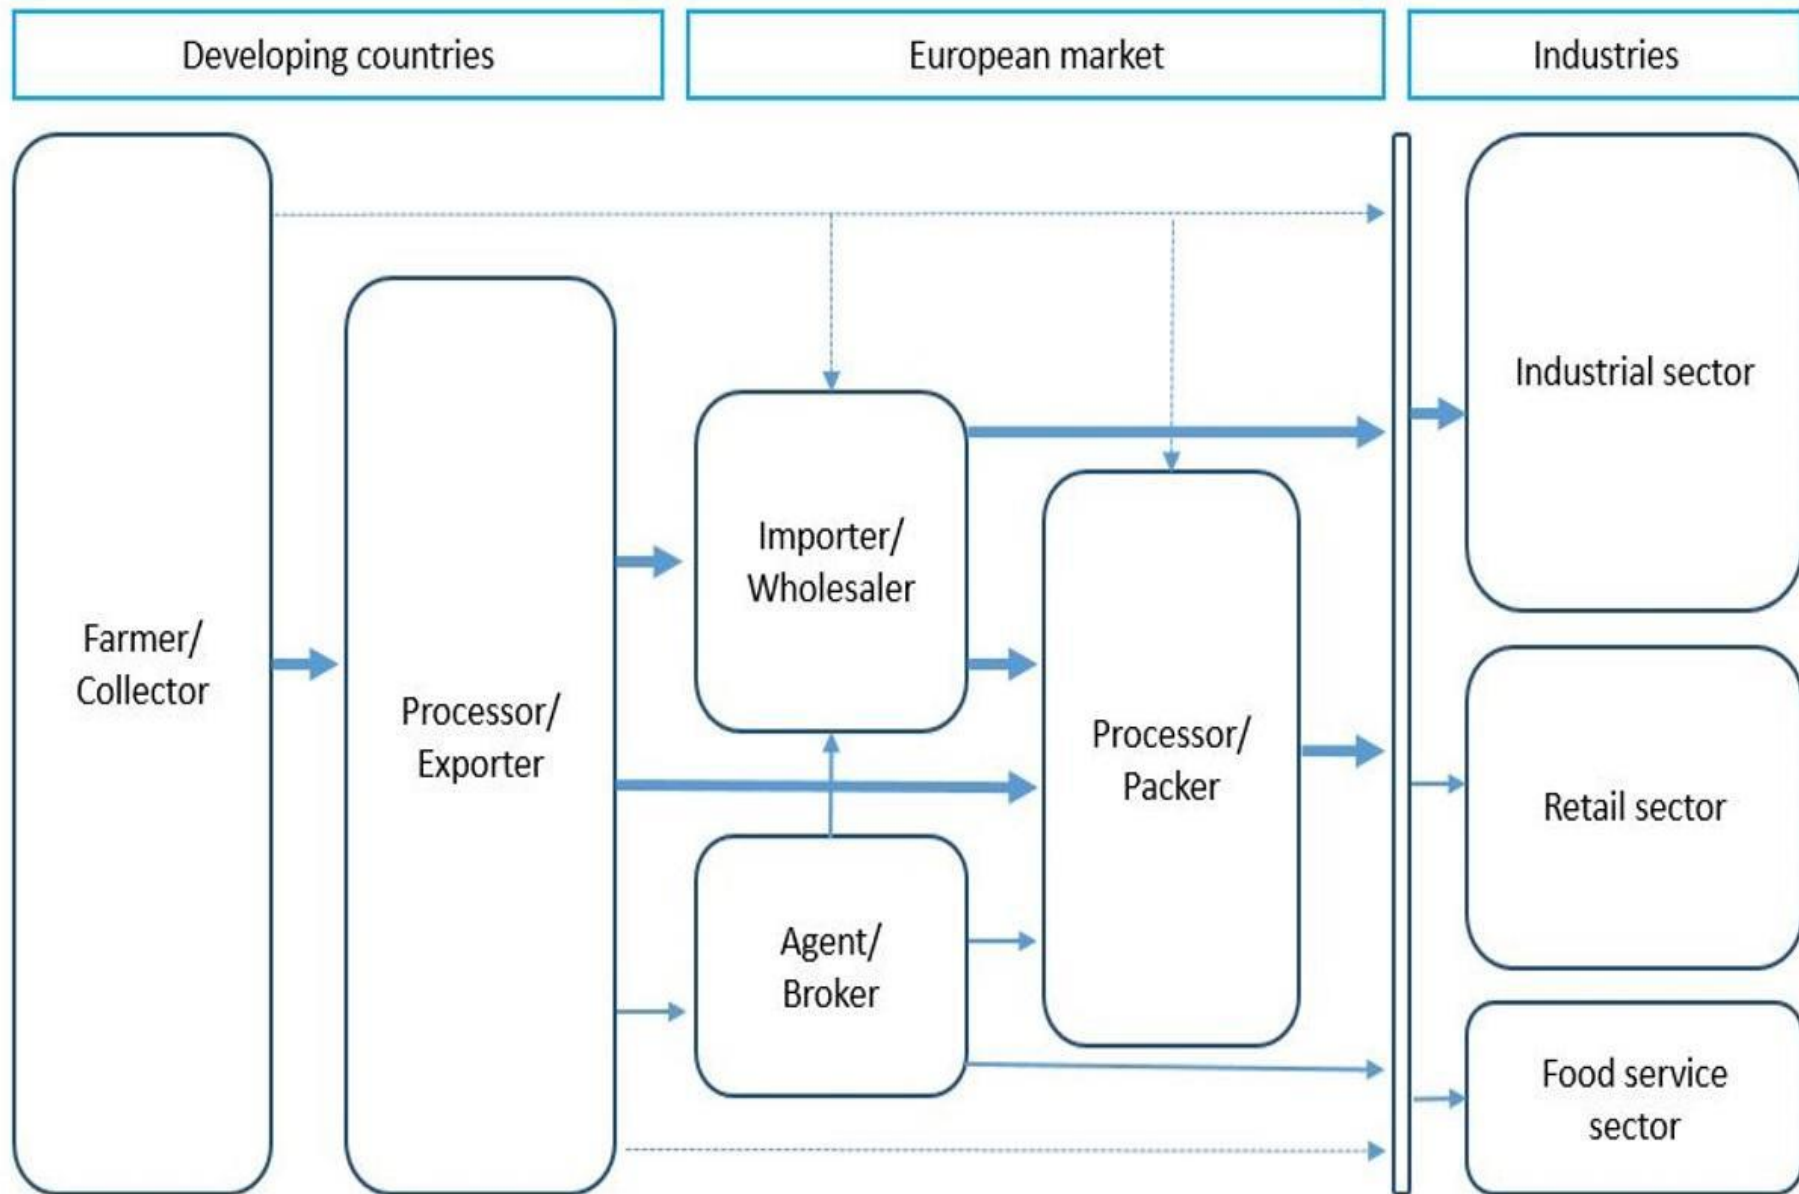 Developing countries
European market
Industries
Farmer/
Collector
Processor/
Exporter
Importer/
Wholesaler
Agent/
Broker
Processor/
Packer
Industrial sector
Retail sector
Food service
sector